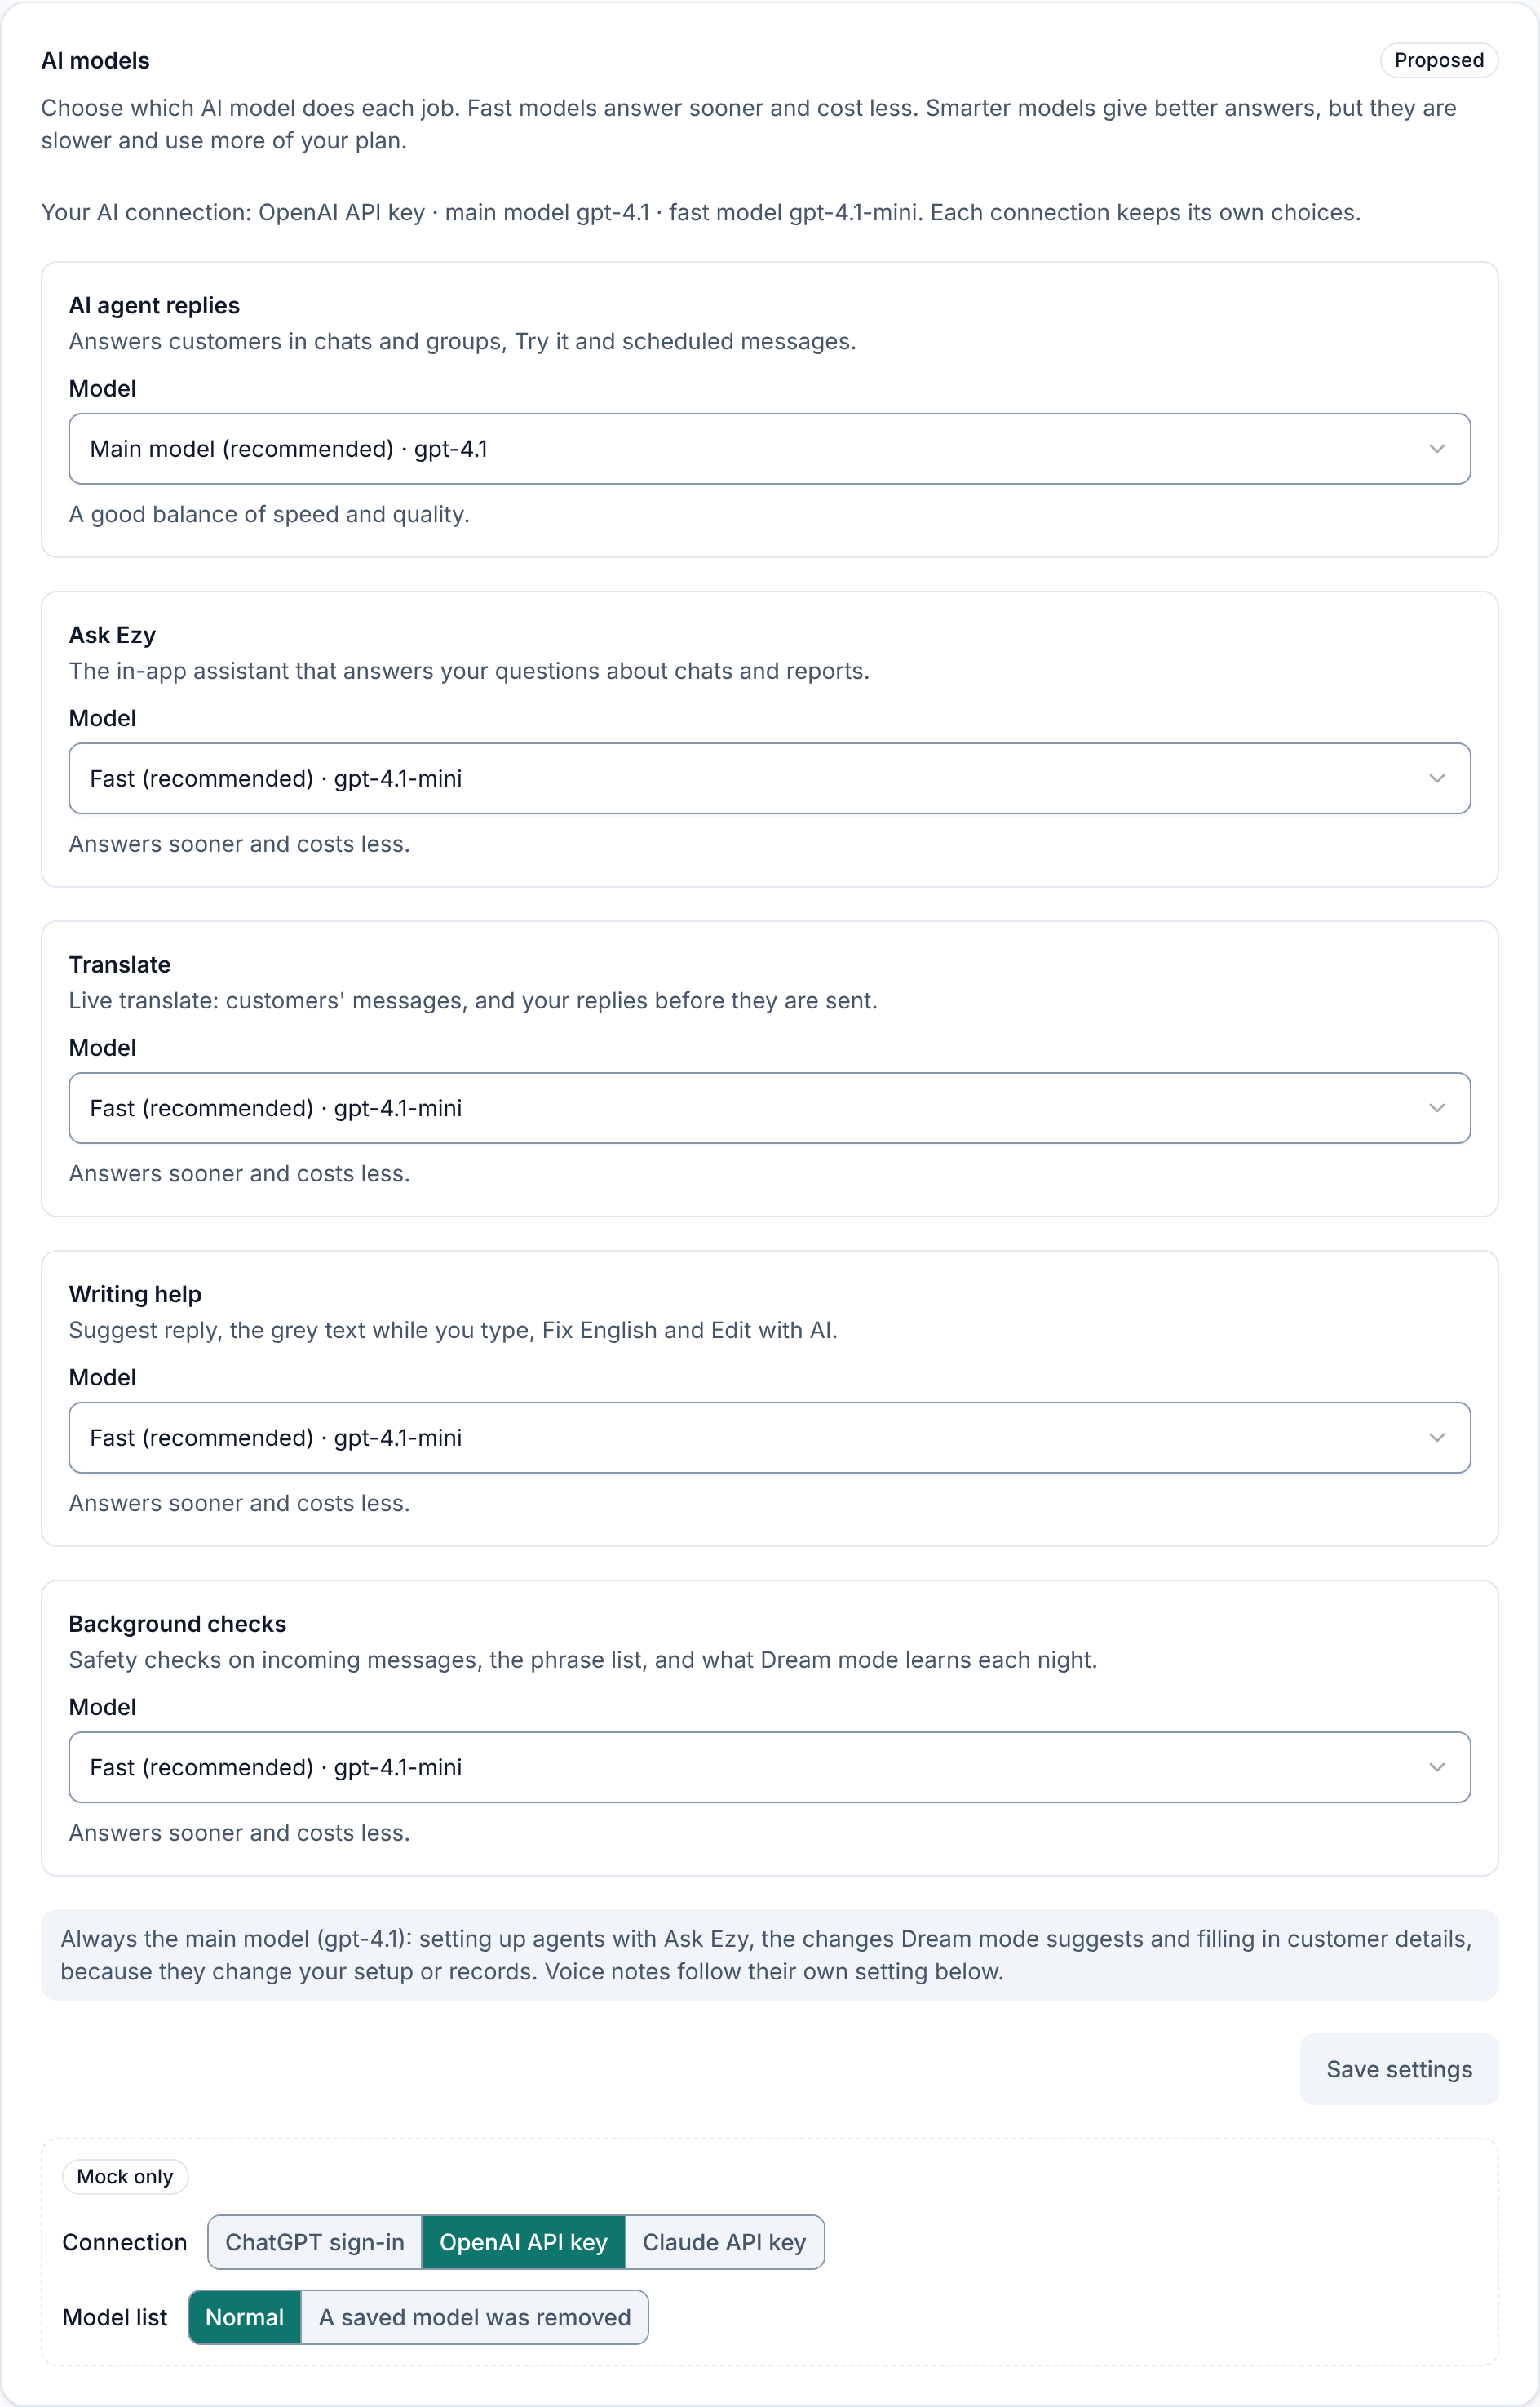 AI models
Proposed
Choose which AI model does each job. Fast models answer sooner and cost less. Smarter models give better answers, but they are
slower and use more of your plan.
Your AI connection: OpenAI API key · main model gpt-4.1 · fast model gpt-4.1-mini. Each connection keeps its own choices.
AI agent replies
Answers customers in chats and groups, Try it and scheduled messages.
Model
Main model (recommended) · gpt-4.1
A good balance of speed and quality.
Ask Ezy
The in-app assistant that answers your questions about chats and reports.
Model
Fast (recommended) · gpt-4.1-mini
Answers sooner and costs less.
Translate
Live translate: customers' messages, and your replies before they are sent.
Model
Fast (recommended) · gpt-4.1-mini
Answers sooner and costs less.
Writing help
Suggest reply, the grey text while you type, Fix English and Edit with AI.
Model
Fast (recommended) · gpt-4.1-mini
Answers sooner and costs less.
Background checks
Safety checks on incoming messages, the phrase list, and what Dream mode learns each night.
Model
Fast (recommended) · gpt-4.1-mini
Answers sooner and costs less.
Always the main model (gpt-4.1): setting up agents with Ask Ezy, the changes Dream mode suggests and filling in customer details,
because they change your setup or records. Voice notes follow their own setting below.
Save settings
Mock only
Connection ChatGPT sign-in OpenAI API key Claude API key
Model list Normal A saved model was removed